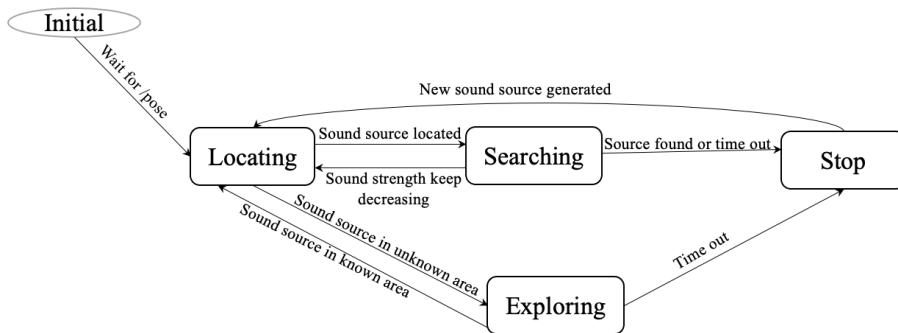 Initial
Wait for /pose
New sound source generated
Locating
Sound source located
Searching
Source found or time out
Stop
Sound strength keep
decreasing
Sound source in unknown area
Sound source in known area
Exploring
Time out